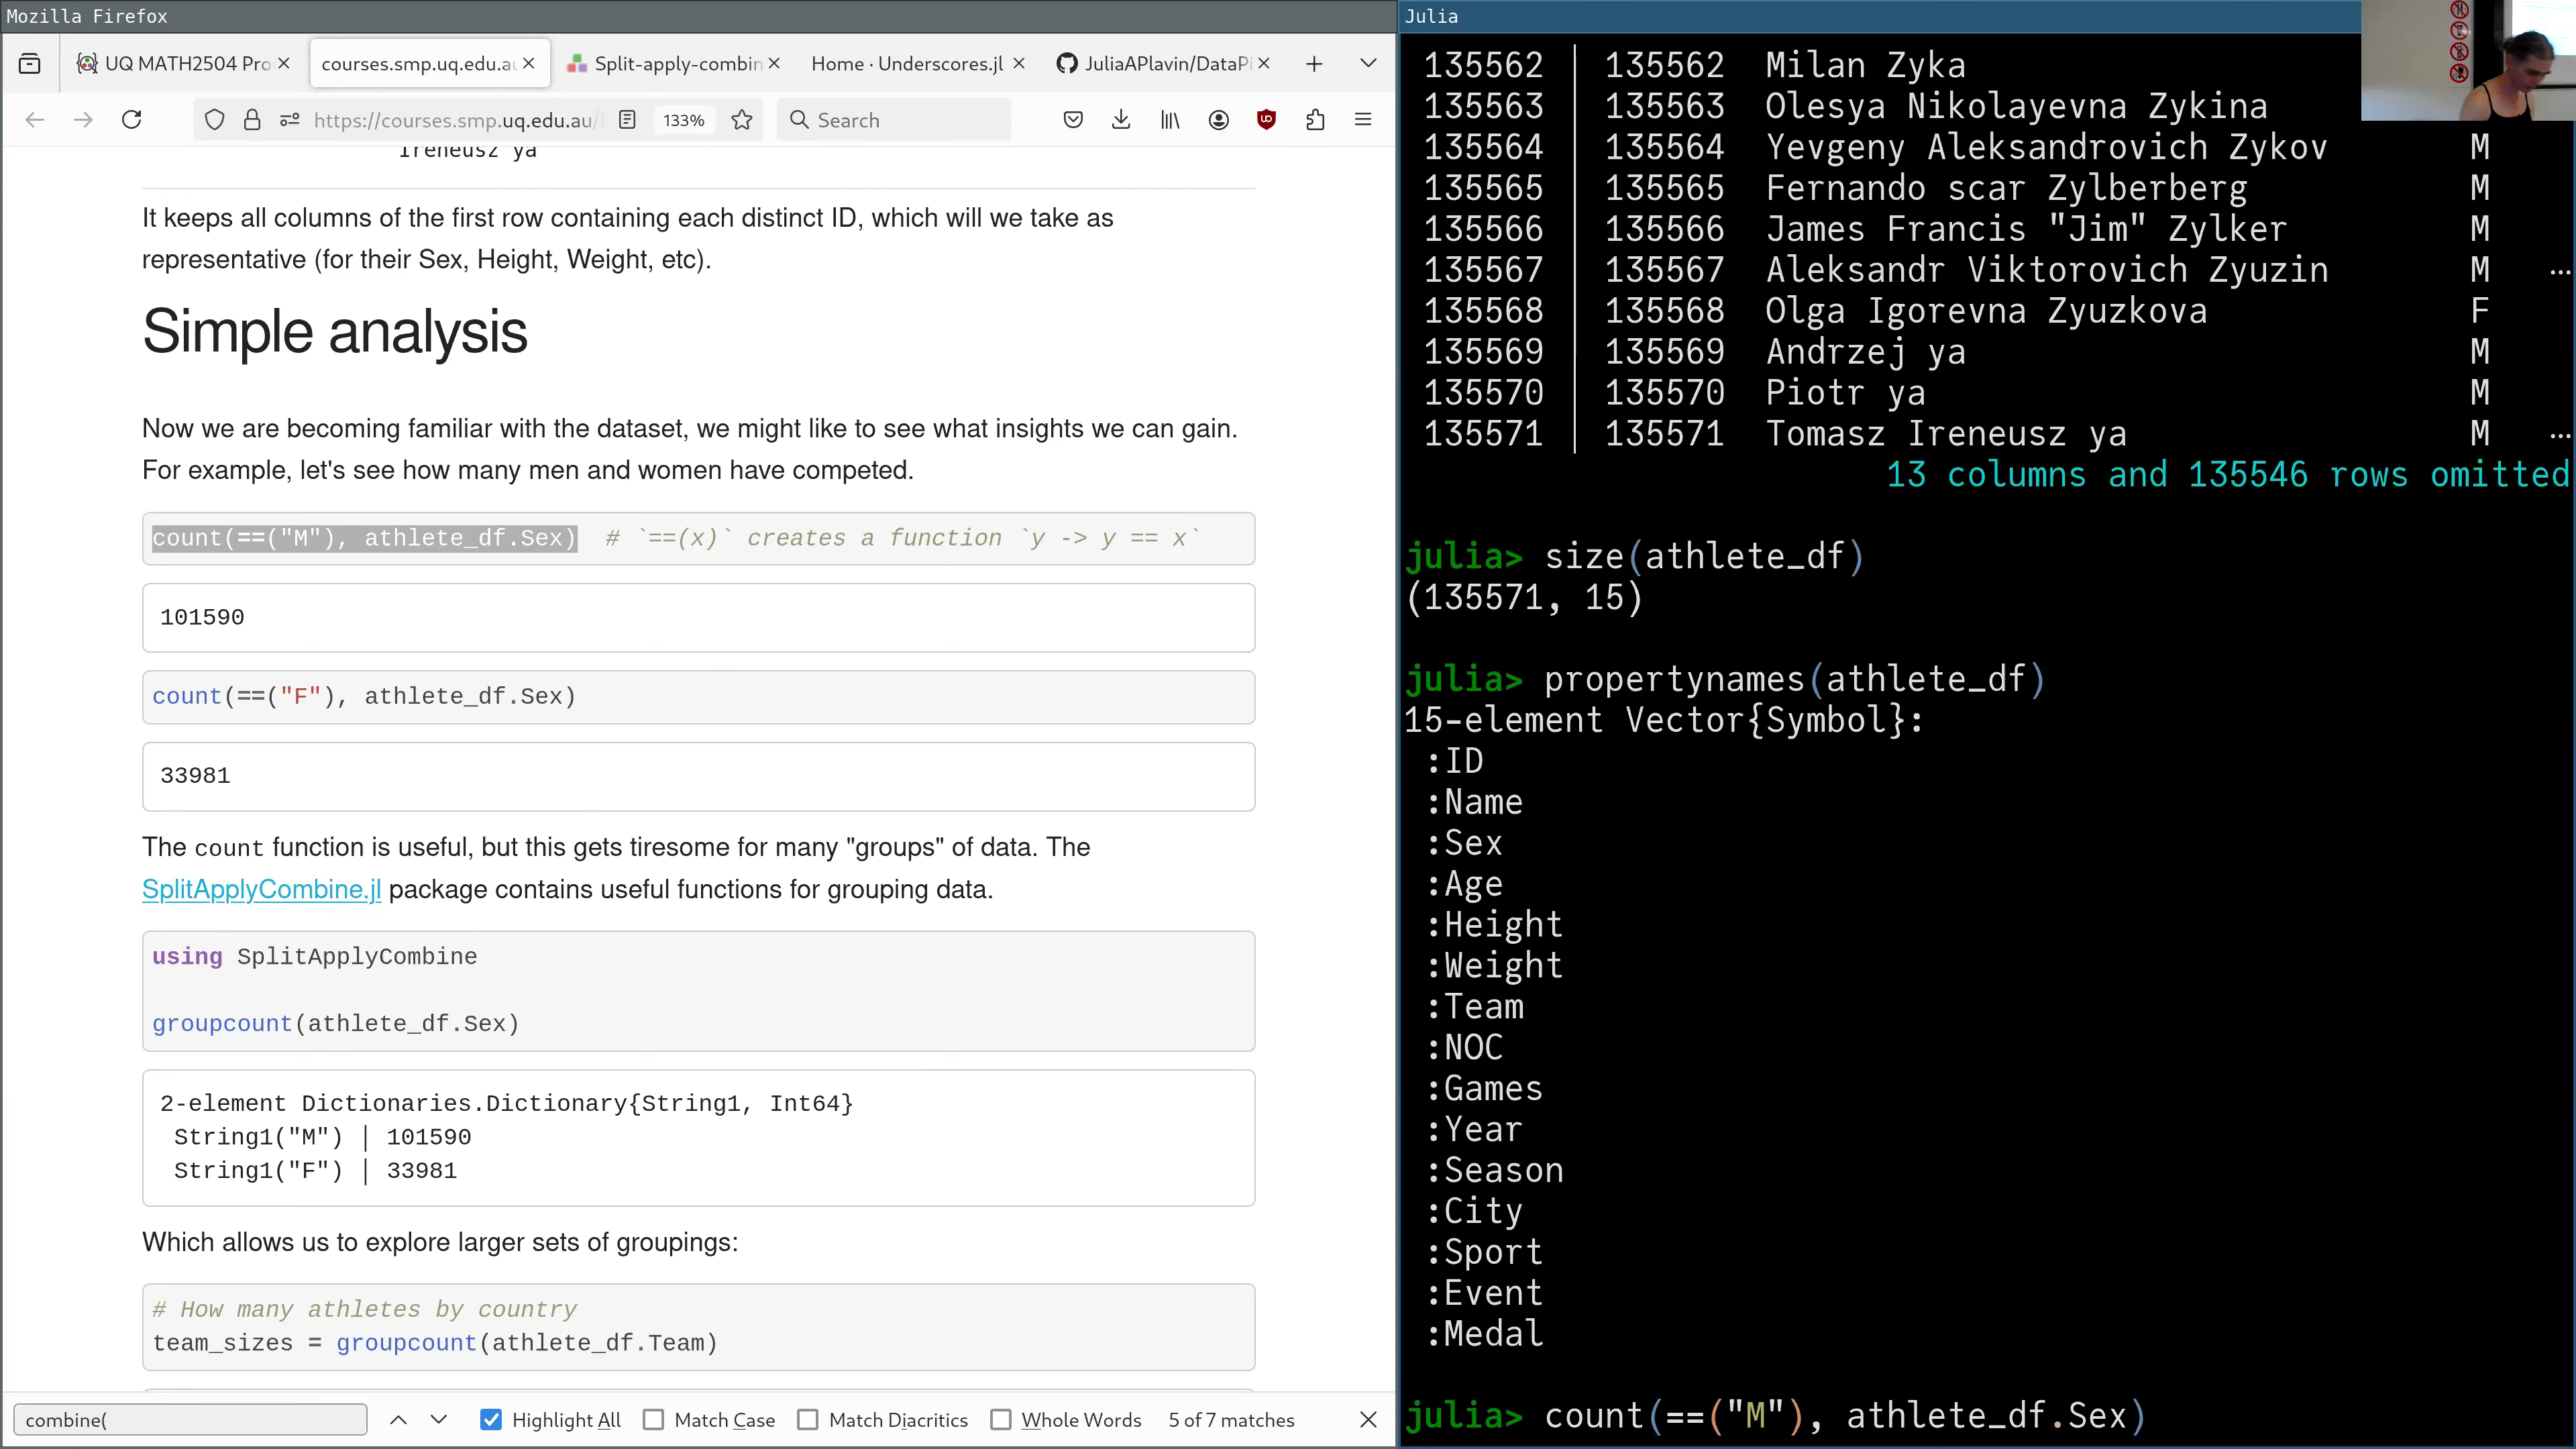 Mozilla Firefox
UQ MATH2504 Pro
courses.smp.uq.edu.au
Split-apply-combin
Home · Underscores.jl
JuliaAPlavin/DataPi
https://courses.smp.uq.edu.au/
133%
Search
Ireneusz ya
It keeps all columns of the first row containing each distinct ID, which will we take as
representative (for their Sex, Height, Weight, etc).
Simple analysis
Now we are becoming familiar with the dataset, we might like to see what insights we can gain.
For example, let's see how many men and women have competed.
count(==("M"), athlete_df.Sex)  # `==(x)` creates a function `y -> y == x`
101590
count(==("F"), athlete_df.Sex)
33981
The count function is useful, but this gets tiresome for many "groups" of data. The
SplitApplyCombine.jl package contains useful functions for grouping data.
using SplitApplyCombine
groupcount(athlete_df.Sex)
2-element Dictionaries.Dictionary{String1, Int64}
String1("M") │ 101590
String1("F") │ 33981
Which allows us to explore larger sets of groupings:
# How many athletes by country
team_sizes = groupcount(athlete_df.Team)
combine(
Highlight All
Match Case
Match Diacritics
Whole Words
5 of 7 matches
Julia
135562 │ 135562 Milan Zyka
135563 │ 135563 Olesya Nikolayevna Zykina
135564 │ 135564 Yevgeny Aleksandrovich Zykov M
135565 │ 135565 Fernando scar Zylberberg M
135566 │ 135566 James Francis "Jim" Zylker M
135567 │ 135567 Aleksandr Viktorovich Zyuzin M ⋯
135568 │ 135568 Olga Igorevna Zyuzkova F
135569 │ 135569 Andrzej ya M
135570 │ 135570 Piotr ya M
135571 │ 135571 Tomasz Ireneusz ya M ⋯
13 columns and 135546 rows omitted
julia> size(athlete_df)
(135571, 15)
julia> propertynames(athlete_df)
15-element Vector{Symbol}:
:ID
:Name
:Sex
:Age
:Height
:Weight
:Team
:NOC
:Games
:Year
:Season
:City
:Sport
:Event
:Medal
julia> count(==("M"), athlete_df.Sex)